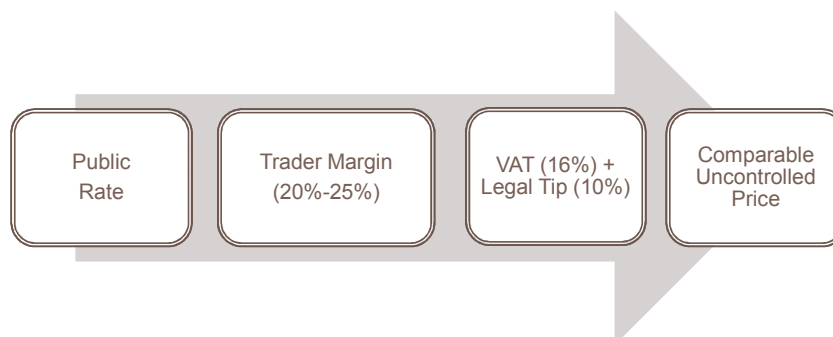 Public
Rate
Trader Margin
(20%-25%)
VAT (16%) +
Legal Tip (10%)
Comparable
Uncontrolled
Price